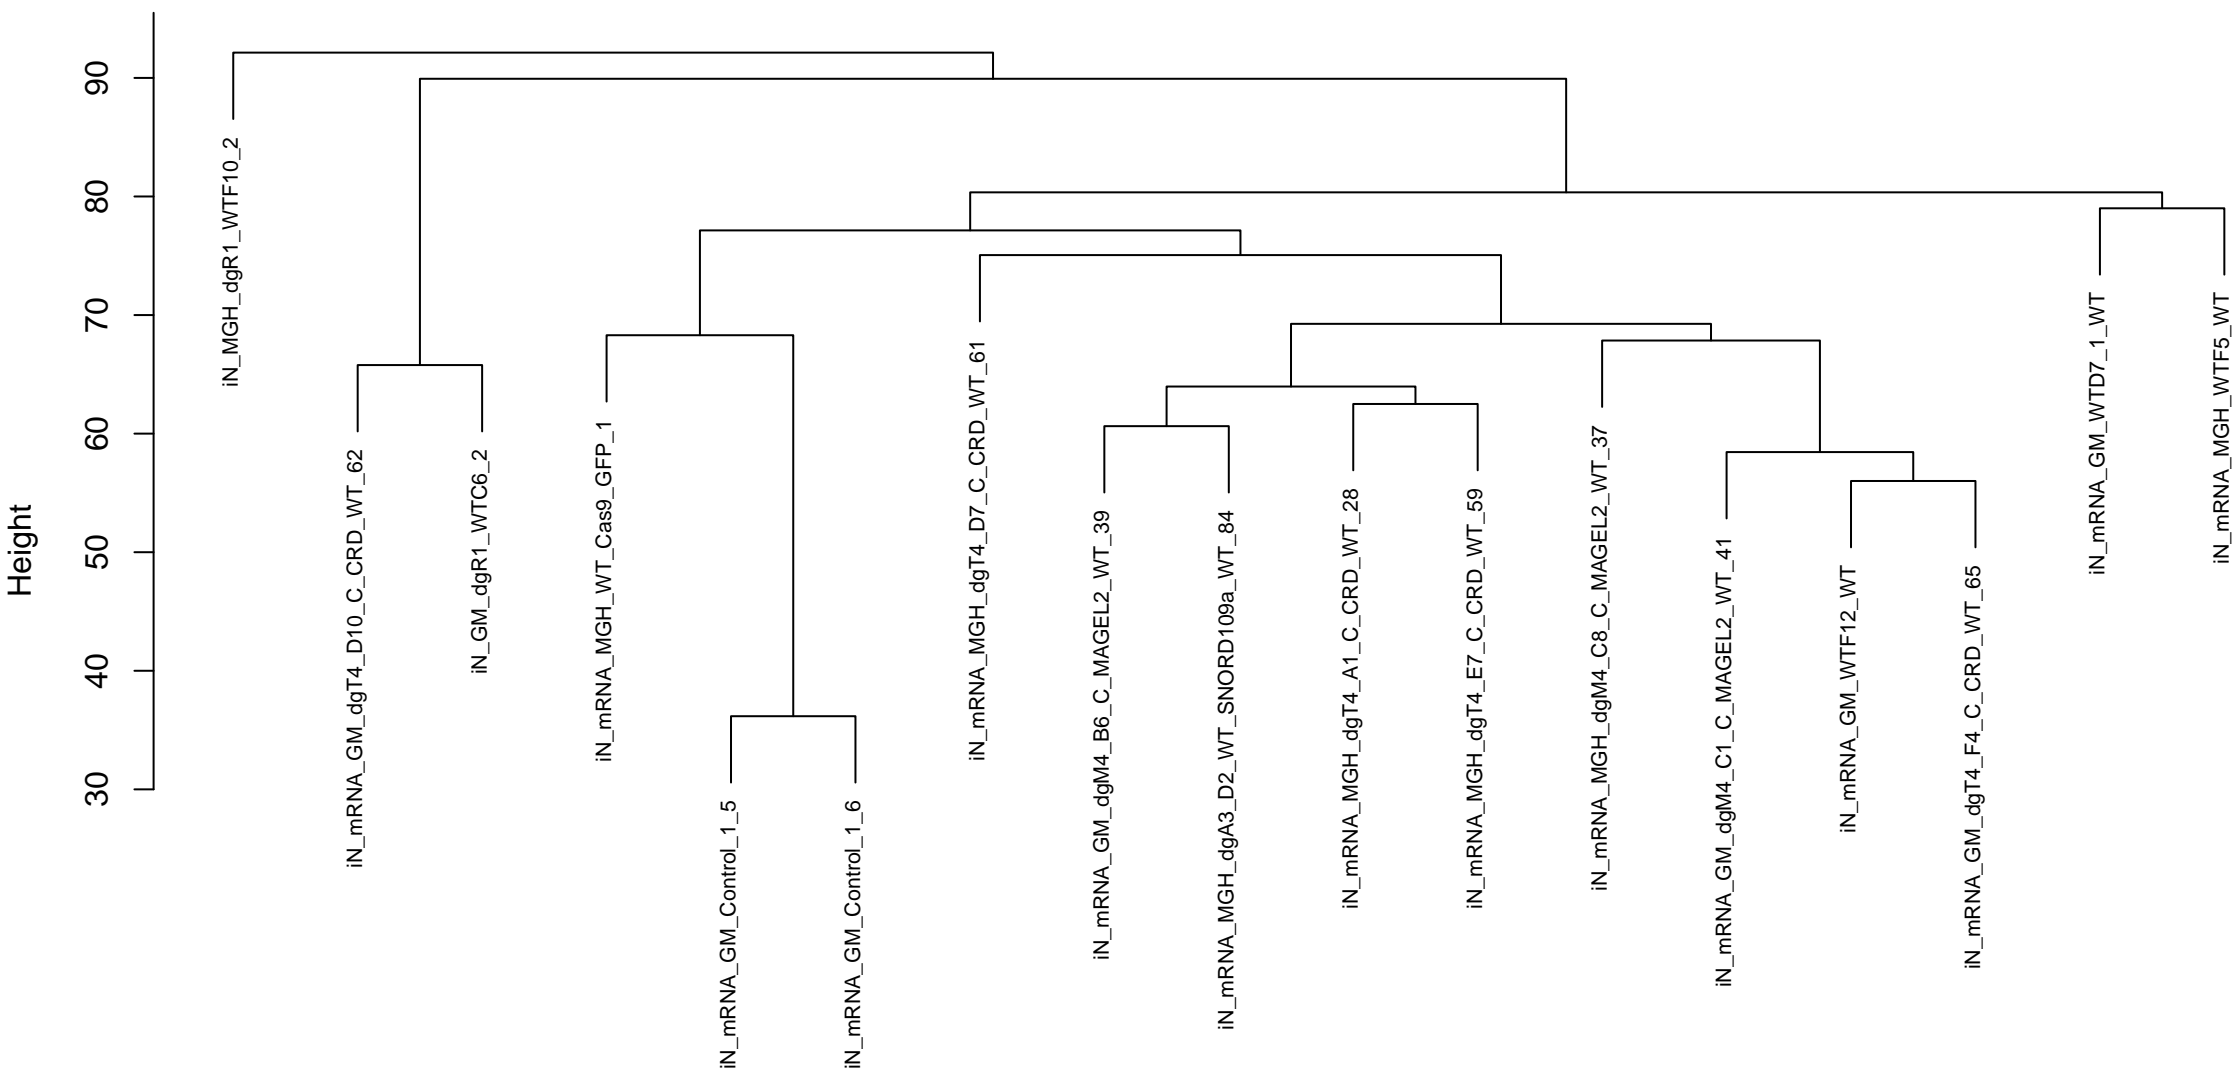 Height
90
80
70
60
50
40
30
iN_MGH_dgR1_WTF10_2
iN_mRNA_GM_dgT4_D10_C_CRD_WT_62
iN_GM_dgR1_WTC6_2
iN_mRNA_MGH_WT_Cas9_GFP_1
iN_mRNA_GM_Control_1_5
iN_mRNA_GM_Control_1_6
iN_mRNA_MGH_dgT4_D7_C_CRD_WT_61
iN_mRNA_GM_dgM4_B6_C_MAGEL2_WT_39
iN_mRNA_MGH_dgA3_D2_WT_SNORD109a_WT_84
iN_mRNA_MGH_dgT4_A1_C_CRD_WT_28
iN_mRNA_MGH_dgT4_E7_C_CRD_WT_59
iN_mRNA_MGH_dgM4_C8_C_MAGEL2_WT_37
iN_mRNA_GM_dgM4_C1_C_MAGEL2_WT_41
iN_mRNA_GM_WTF12_WT
iN_mRNA_GM_dgT4_F4_C_CRD_WT_65
iN_mRNA_GM_WTD7_1_WT
iN_mRNA_MGH_WTF5_WT